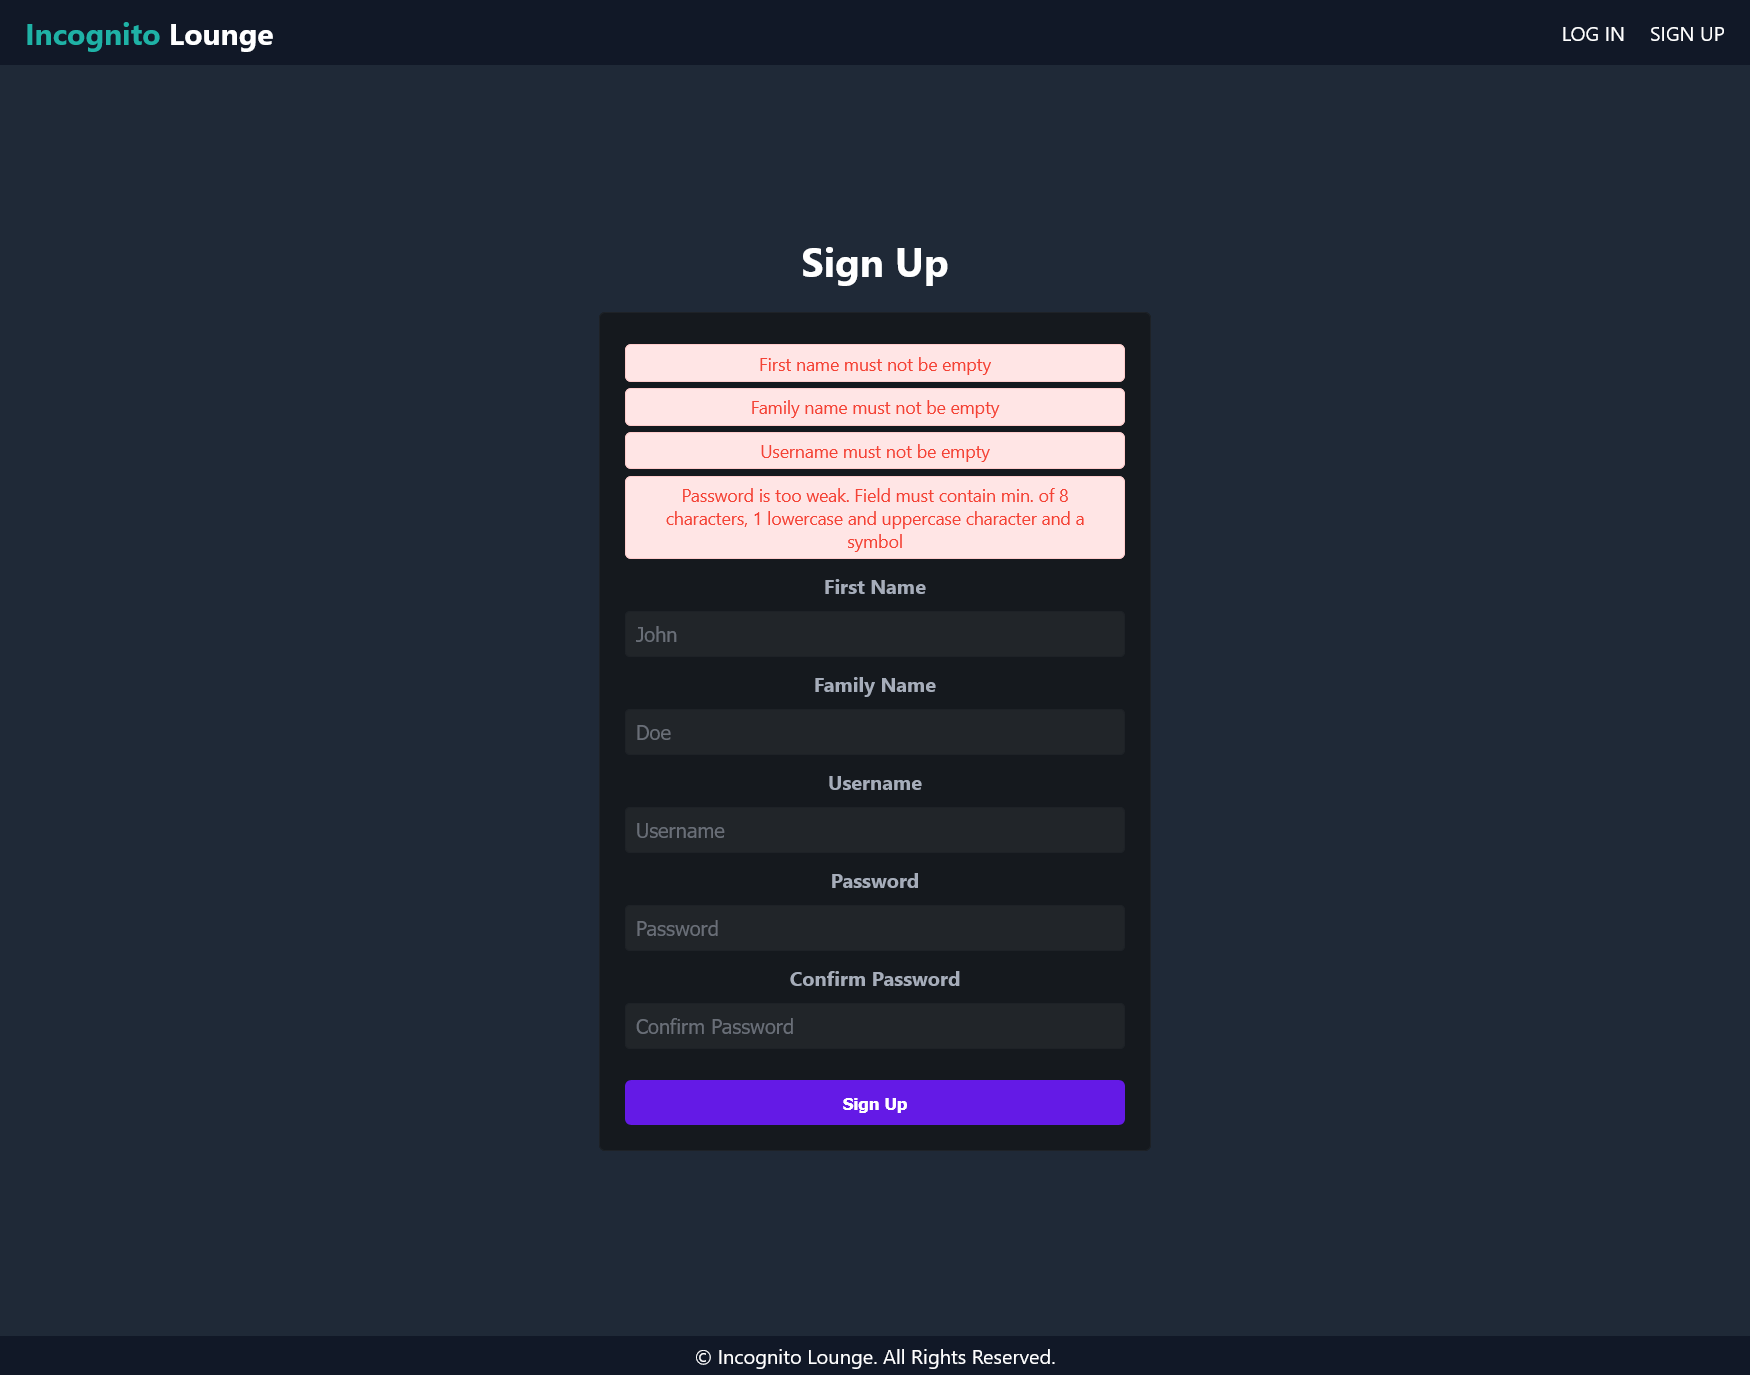 Incognito Lounge
LOG IN
SIGN UP
Sign Up
First name must not be empty
Family name must not be empty
Username must not be empty
Password is too weak. Field must contain min. of 8
characters, 1 lowercase and uppercase character and a
symbol
First Name
John
Family Name
Doe
Username
Username
Password
Password
Confirm Password
Confirm Password
Sign Up
© Incognito Lounge. All Rights Reserved.